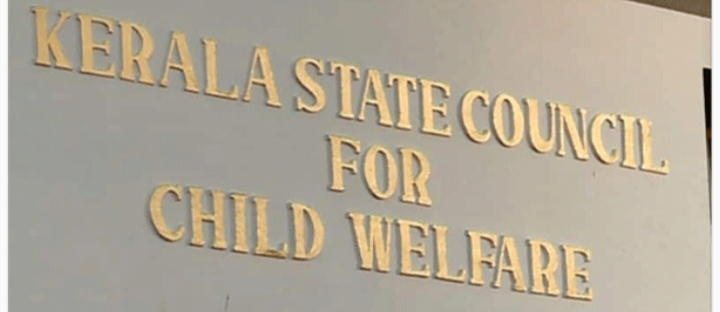 KERALA STATE COUNCIL
FOR
CHILD WELFARE